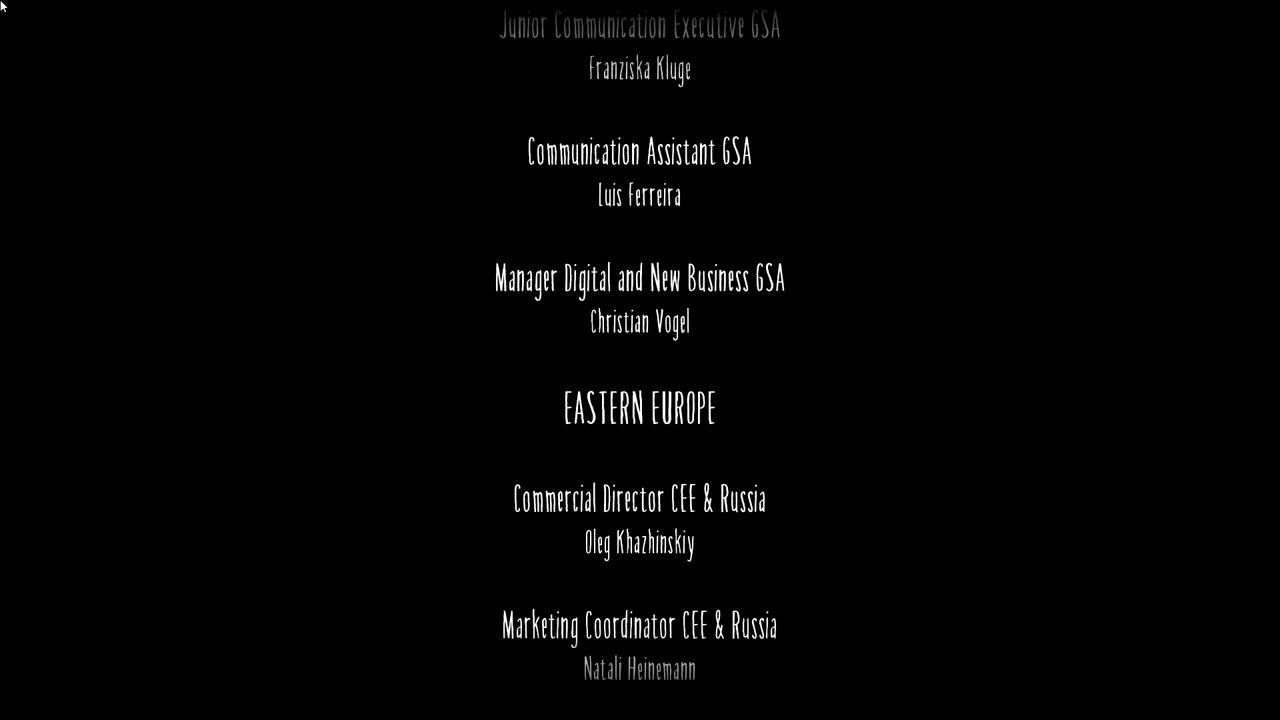 Junior Communication Executive GSA
Franziska Kluge
Communication Assistant GSA
Luis Ferreira
Manager Digital and New Business GSA
Christian Vogel
EASTERN EUROPE
Commercial Director CEE & Russia
Oleg Khazhinskiy
Marketing Coordinator CEE & Russia
Natali Heinemann